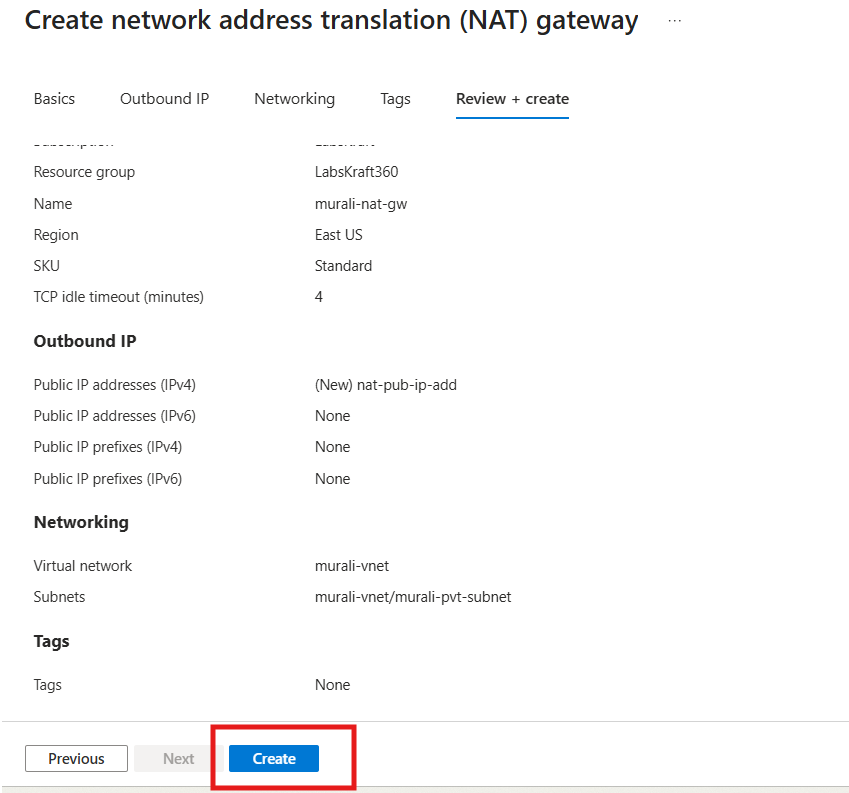 Create network address translation (NAT) gateway ...
Basics Outbound IP Networking Tags Review + create
Resource group LabsKraft360
Name murali-nat-gw
Region East US
SKU Standard
TCP idle timeout (minutes) 4
Outbound IP
Public IP addresses (IPv4) (New) nat-pub-ip-add
Public IP addresses (IPv6) None
Public IP prefixes (IPv4) None
Public IP prefixes (IPv6) None
Networking
Virtual network murali-vnet
Subnets murali-vnet/murali-pvt-subnet
Tags
Tags None
Previous Next Create